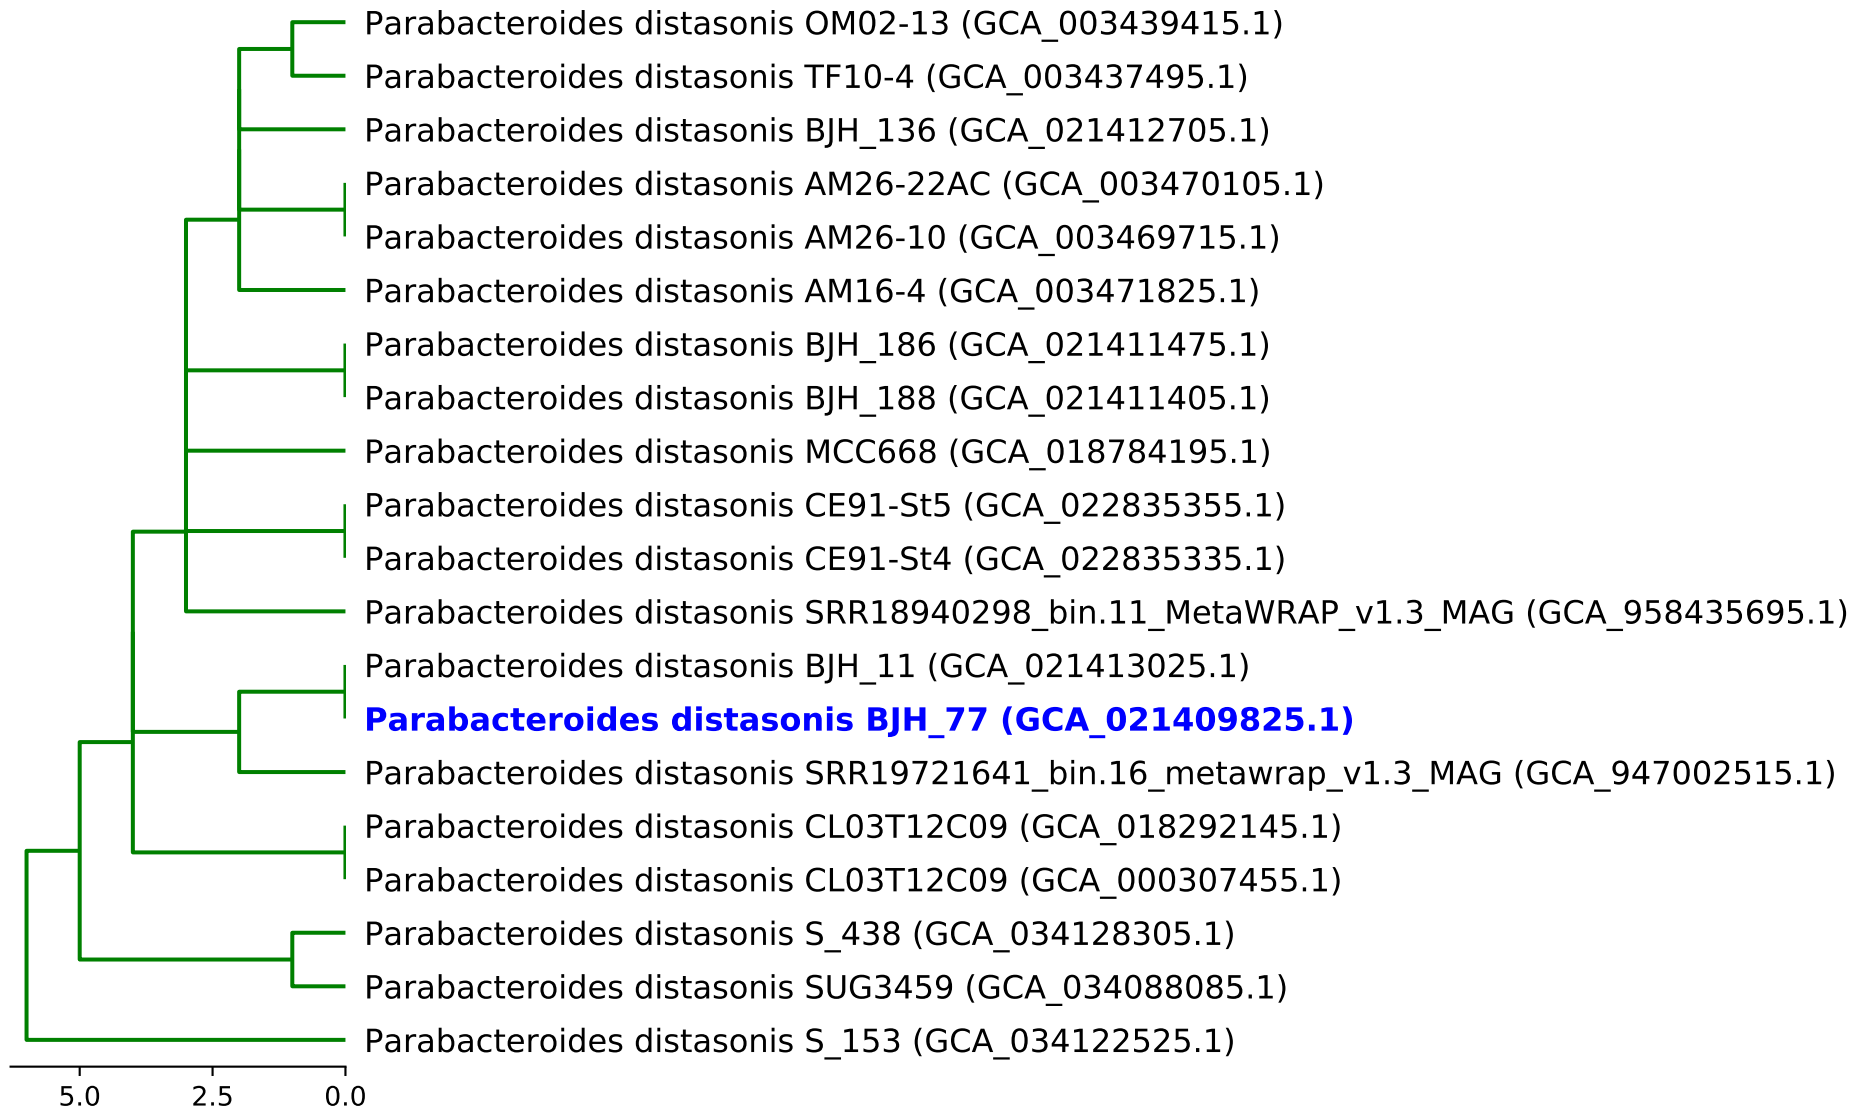 Parabacteroides distasonis OM02-13 (GCA_003439415.1)
Parabacteroides distasonis TF10-4 (GCA_003437495.1)
Parabacteroides distasonis BJH_136 (GCA_021412705.1)
Parabacteroides distasonis AM26-22AC (GCA_003470105.1)
Parabacteroides distasonis AM26-10 (GCA_003469715.1)
Parabacteroides distasonis AM16-4 (GCA_003471825.1)
Parabacteroides distasonis BJH_186 (GCA_021411475.1)
Parabacteroides distasonis BJH_188 (GCA_021411405.1)
Parabacteroides distasonis MCC668 (GCA_018784195.1)
Parabacteroides distasonis CE91-St5 (GCA_022835355.1)
Parabacteroides distasonis CE91-St4 (GCA_022835335.1)
Parabacteroides distasonis SRR18940298_bin.11_MetaWRAP_v1.3_MAG (GCA_958435695.1)
Parabacteroides distasonis BJH_11 (GCA_021413025.1)
Parabacteroides distasonis BJH_77 (GCA_021409825.1)
Parabacteroides distasonis SRR19721641_bin.16_metawrap_v1.3_MAG (GCA_947002515.1)
Parabacteroides distasonis CL03T12C09 (GCA_018292145.1)
Parabacteroides distasonis CL03T12C09 (GCA_000307455.1)
Parabacteroides distasonis S_438 (GCA_034128305.1)
Parabacteroides distasonis SUG3459 (GCA_034088085.1)
Parabacteroides distasonis S_153 (GCA_034122525.1)
5.0 2.5 0.0